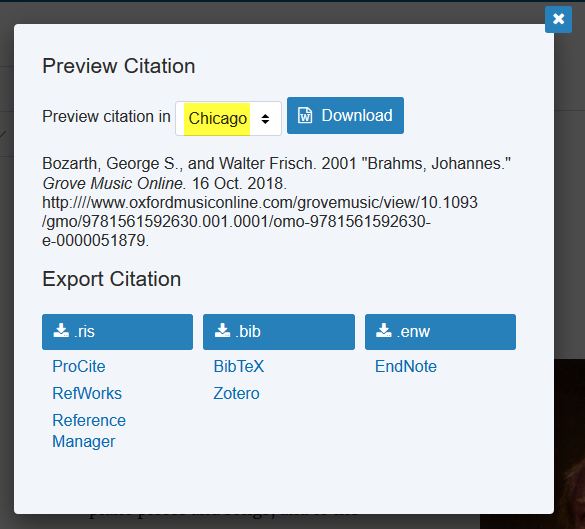 Preview Citation
Preview citation in Chicago Download
Bozarth, George S., and Walter Frisch. 2001 "Brahms, Johannes."
Grove Music Online. 16 Oct. 2018.
http:////www.oxfordmusiconline.com/grovemusic/view/10.1093
/gmo/9781561592630.001.0001/omo-9781561592630-
e-0000051879.
Export Citation
.ris .bib .enw
ProCite BibTeX EndNote
RefWorks Zotero
Reference
Manager